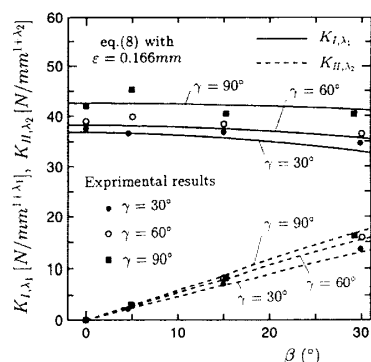 K_{I,λ1} [N/mm^{1+λ1}], K_{II,λ2} [N/mm^{1+λ2}]
60
50
40
30
20
10
0
eq.(8) with
ε = 0.166mm
K_{I,λ1}
K_{II,λ2}
γ = 90°
γ = 60°
γ = 30°
Exprimental results
γ = 30°
γ = 60°
γ = 90°
γ = 90°
γ = 60°
γ = 30°
0
10
20
30
β (°)